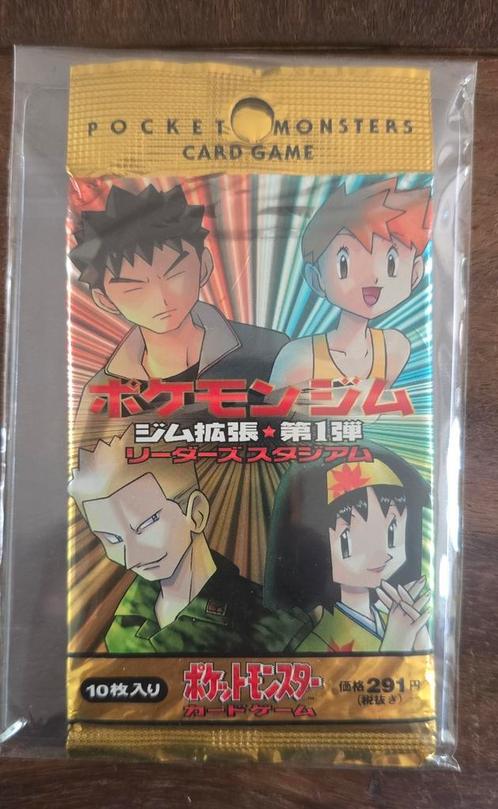 POCKET MONSTERS
CARD GAME
ポケモンジム
ジム拡張★第1弾
リーダーズ スタジアム
10枚入り
ポケットモンスター
カードゲーム
価格291円
(税抜き)